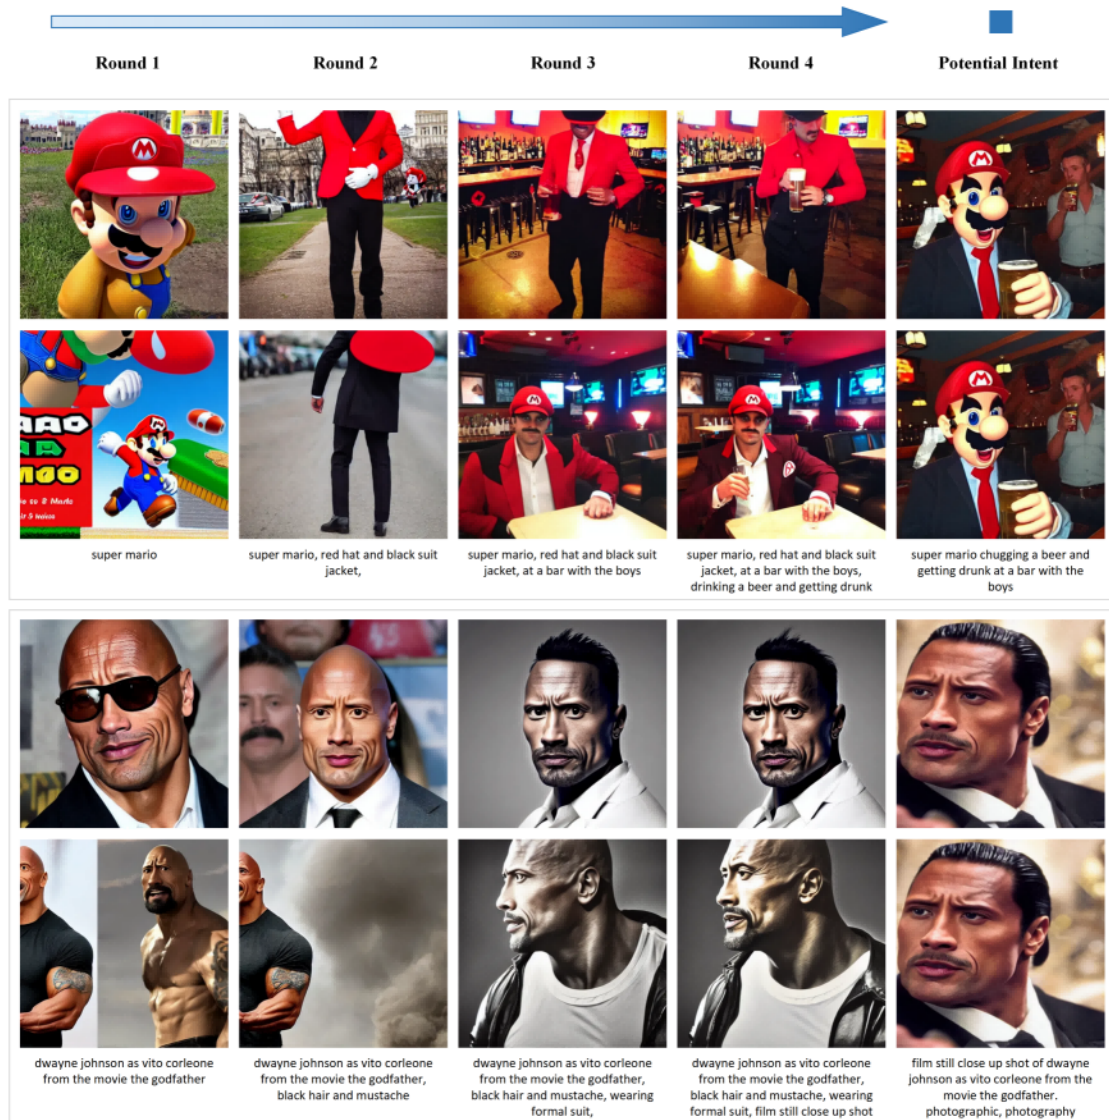 Round 1
Round 2
Round 3
Round 4
Potential Intent
M
M
M
M
M
M
super mario
super mario, red hat and black suit
jacket,
super mario, red hat and black suit
jacket, at a bar with the boys
super mario, red hat and black suit
jacket, at a bar with the boys,
drinking a beer and getting drunk
super mario chugging a beer and
getting drunk at a bar with the
boys
dwayne johnson as vito corleone
from the movie the godfather
dwayne johnson as vito corleone
from the movie the godfather,
black hair and mustache
dwayne johnson as vito corleone
from the movie the godfather,
black hair and mustache, wearing
formal suit,
dwayne johnson as vito corleone
from the movie the godfather,
black hair and mustache, wearing
formal suit, film still close up shot
film still close up shot of dwayne
johnson as vito corleone from the
movie the godfather.
photographic, photography